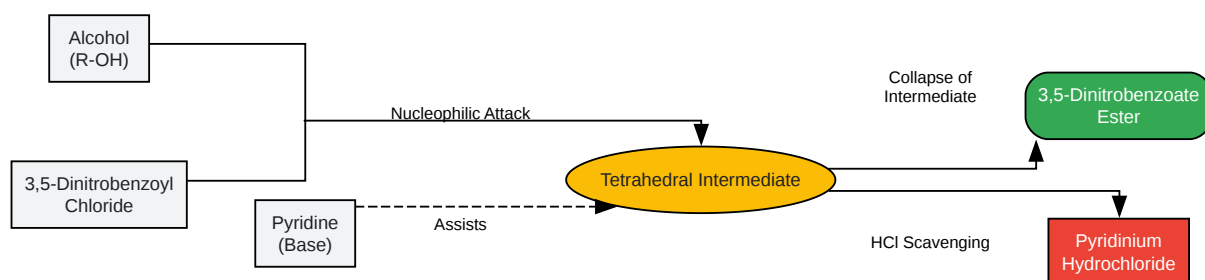 Alcohol
(R-OH)
3,5-Dinitrobenzoyl
Chloride
Pyridine
(Base)
Nucleophilic Attack
Assists
Tetrahedral Intermediate
Collapse of
Intermediate
3,5-Dinitrobenzoate
Ester
HCl Scavenging
Pyridinium
Hydrochloride